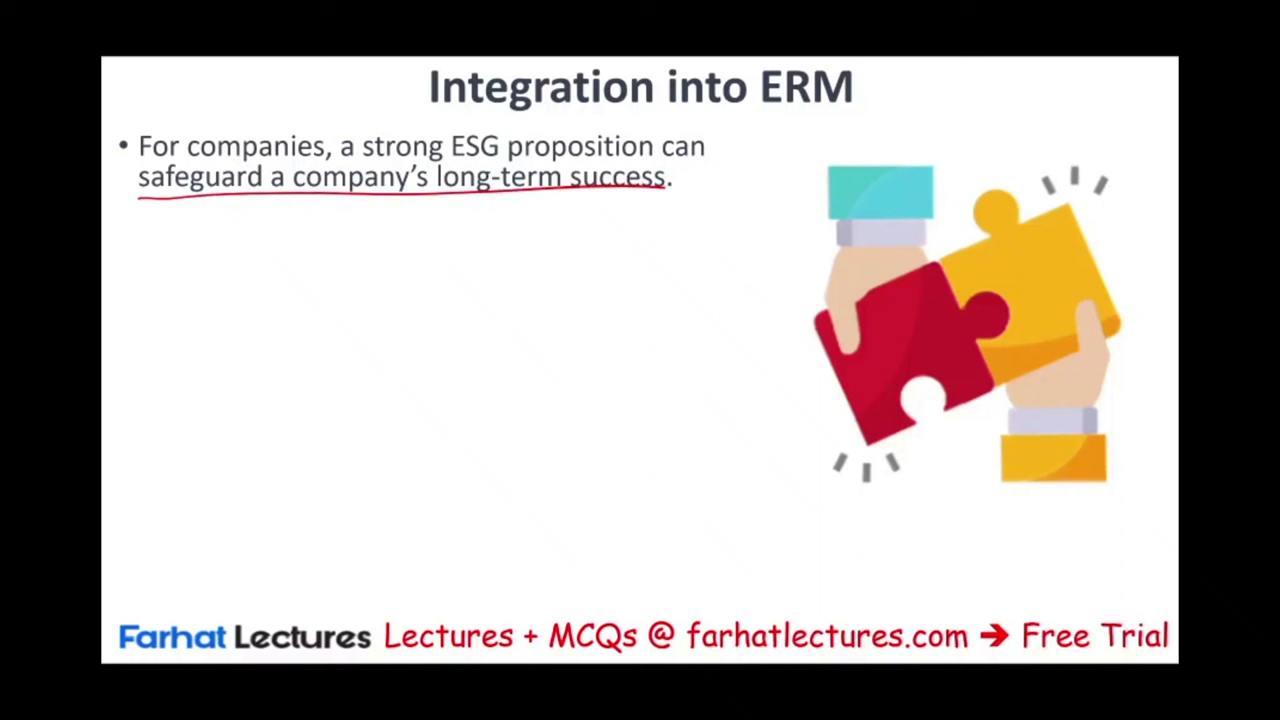 Integration into ERM
• For companies, a strong ESG proposition can
safeguard a company’s long-term success.
Farhat Lectures Lectures + MCQs @ farhatlectures.com ➔ Free Trial